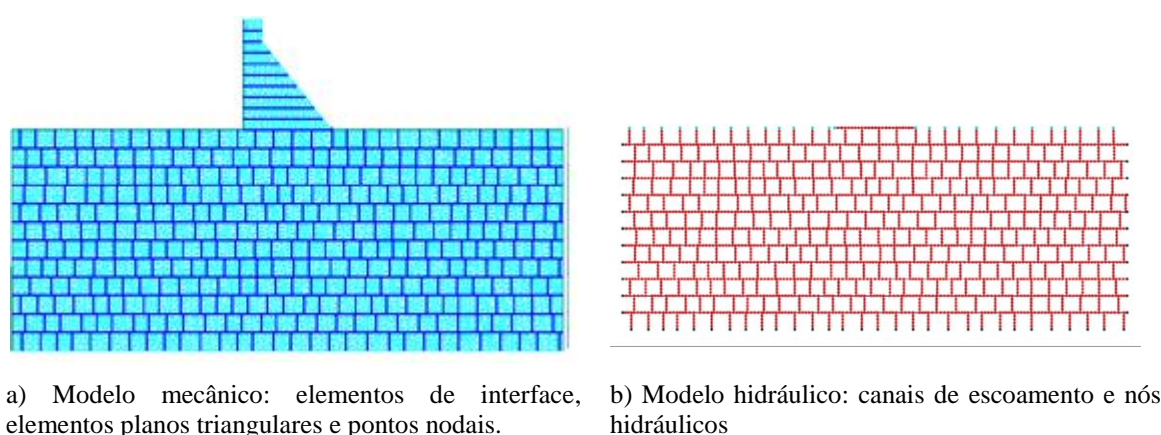 a) Modelo mecânico: elementos de interface,
elementos planos triangulares e pontos nodais.
b) Modelo hidráulico: canais de escoamento e nós
hidráulicos